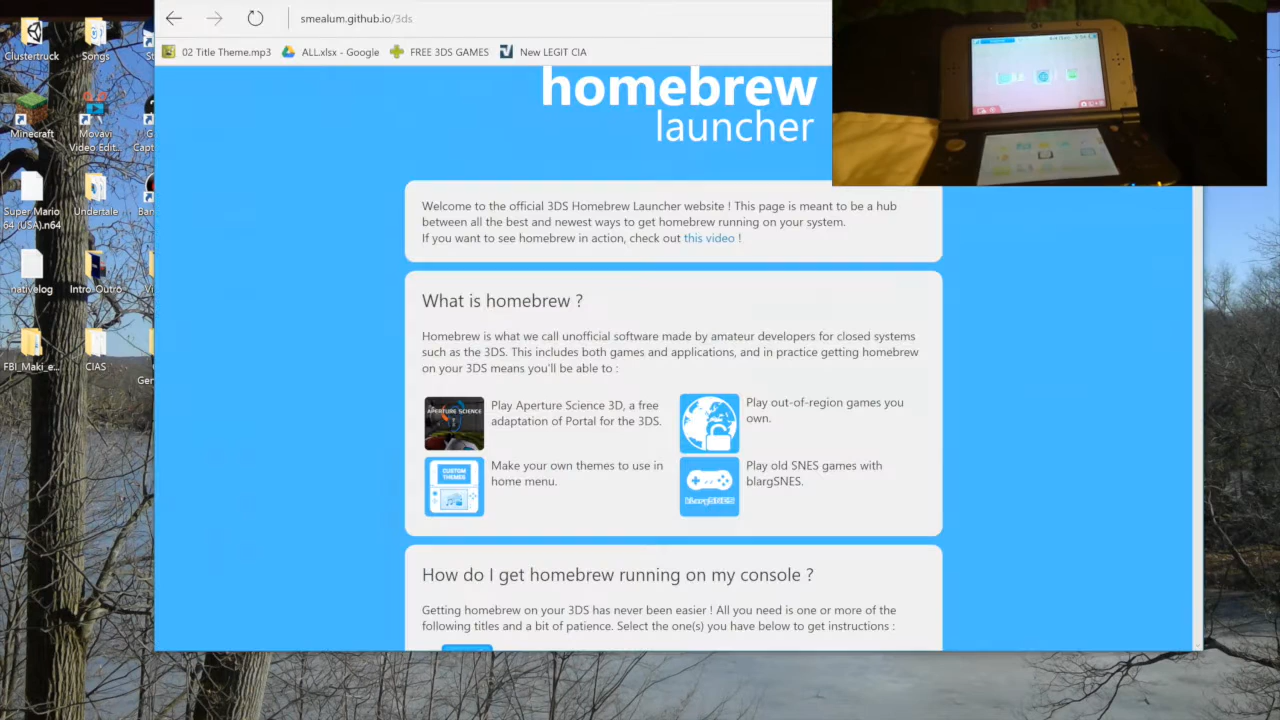 smealum.github.io/3ds
02 Title Theme.mp3
ALL.xlsx - Google
FREE 3DS GAMES
New LEGIT CIA
Clustertruck
Songs
Minecraft
Movavi
Video Edit...
Super Mario
64 (USA).n64
Undertale
nativelog
Intro Outro
FBI_Maki_e...
CIAS
homebrew
launcher
Welcome to the official 3DS Homebrew Launcher website ! This page is meant to be a hub
between all the best and newest ways to get homebrew running on your system.
If you want to see homebrew in action, check out this video !
What is homebrew ?
Homebrew is what we call unofficial software made by amateur developers for closed systems
such as the 3DS. This includes both games and applications, and in practice getting homebrew
on your 3DS means you'll be able to :
APERTURE SCIENCE
Play Aperture Science 3D, a free
adaptation of Portal for the 3DS.
Play out-of-region games you
own.
CUSTOM
THEMES
Make your own themes to use in
home menu.
blargSNES
Play old SNES games with
blargSNES.
How do I get homebrew running on my console ?
Getting homebrew on your 3DS has never been easier ! All you need is one or more of the
following titles and a bit of patience. Select the one(s) you have below to get instructions :